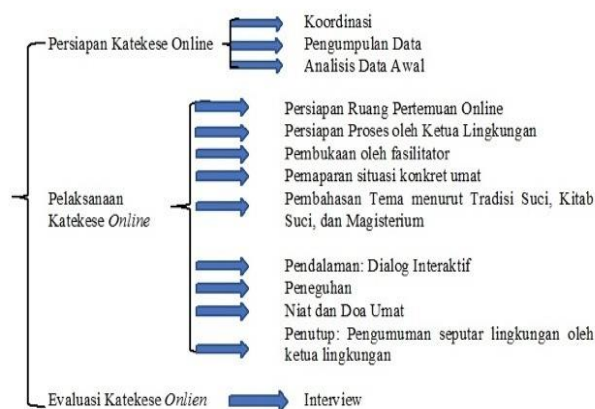 Persiapan Katekese Online
Koordinasi
Pengumpulan Data
Analisis Data Awal
Pelaksanaan
Katekese Online
Persiapan Ruang Pertemuan Online
Persiapan Proses oleh Ketua Lingkungan
Pembukaan oleh fasilitator
Pemaparan situasi konkret umat
Pembahasan Tema menurut Tradisi Suci, Kitab
Suci, dan Magisterium
Pendalaman: Dialog Interaktif
Peneguhan
Niat dan Doa Umat
Penutup: Pengumuman seputar lingkungan oleh
ketua lingkungan
Evaluasi Katekese Onlien
Interview